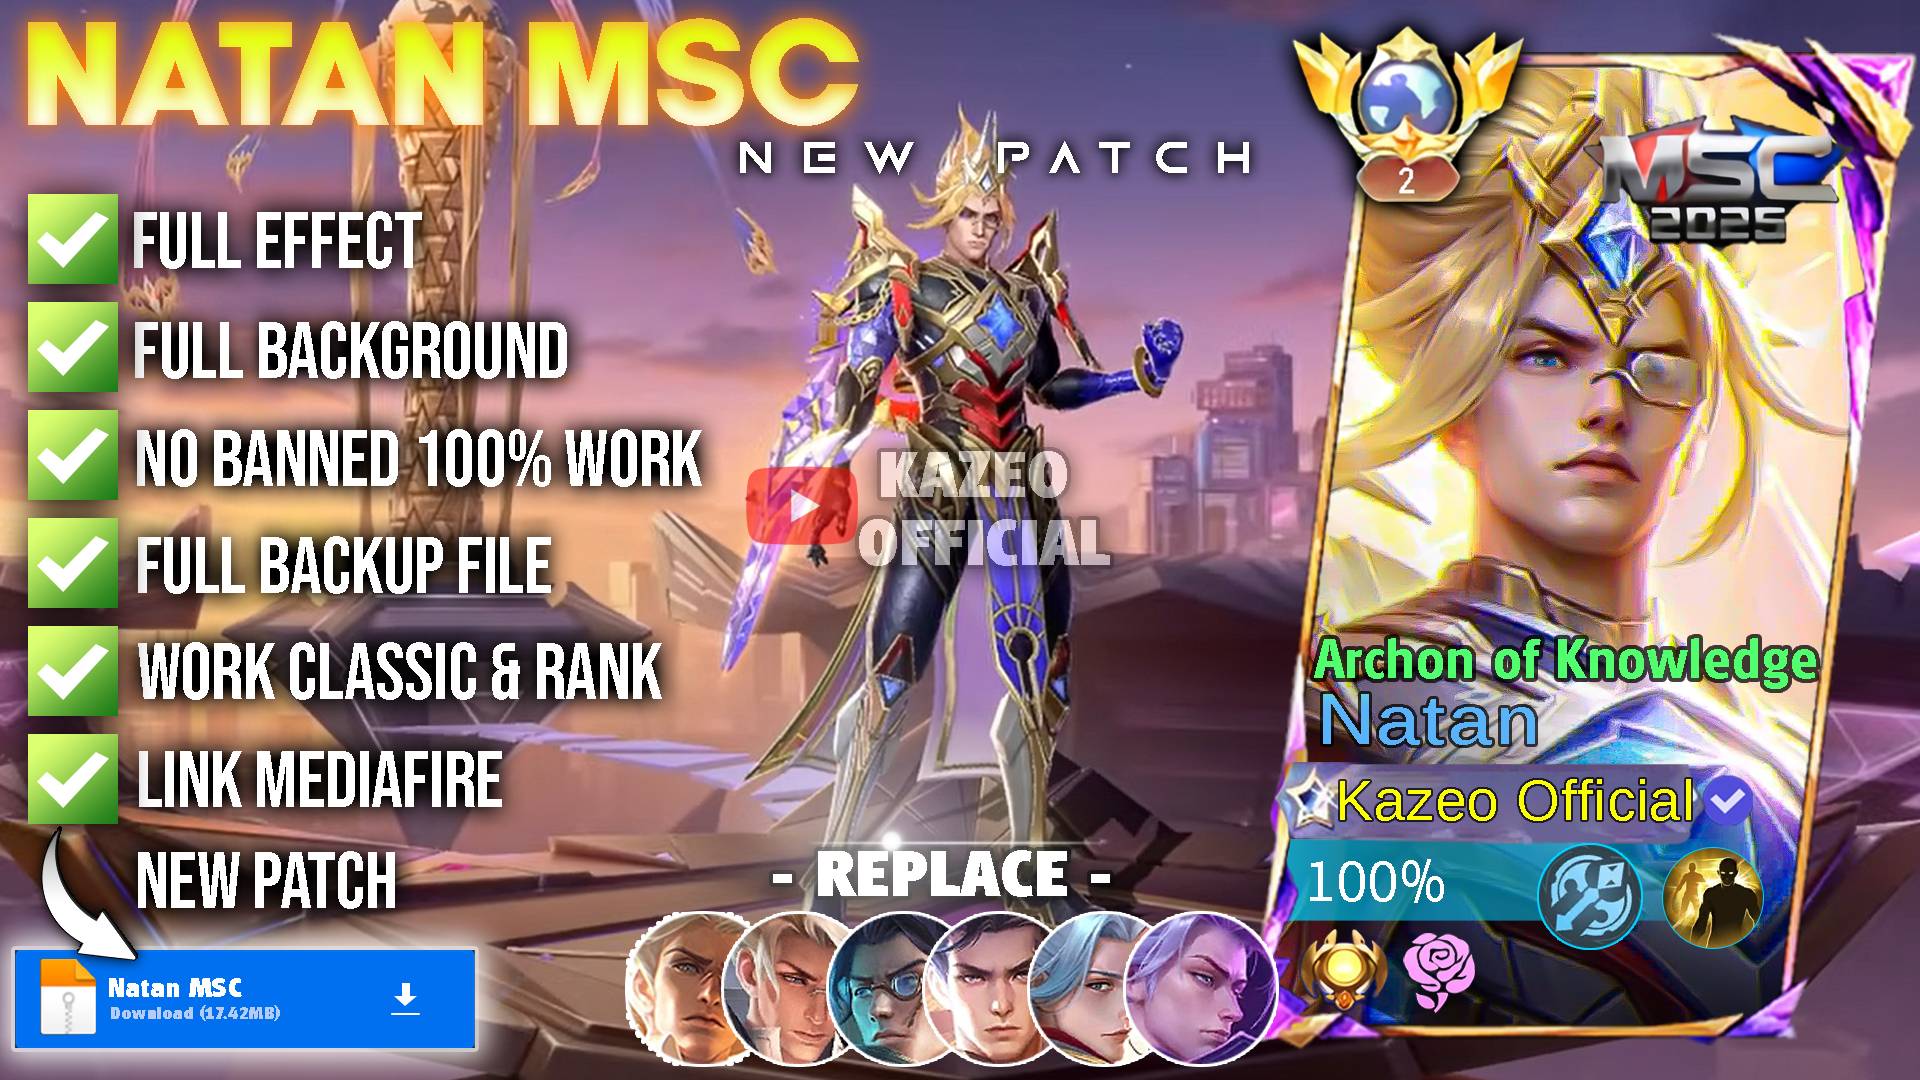 NATAN MSC
NEW PATCH
FULL EFFECT
FULL BACKGROUND
NO BANNED 100% WORK
FULL BACKUP FILE
WORK CLASSIC & RANK
LINK MEDIAFIRE
NEW PATCH
Natan MSC
Download (17.42MB)
KAZEO
OFFICIAL
- REPLACE -
2
MSC
2025
Archon of Knowledge
Natan
Kazeo Official
100%